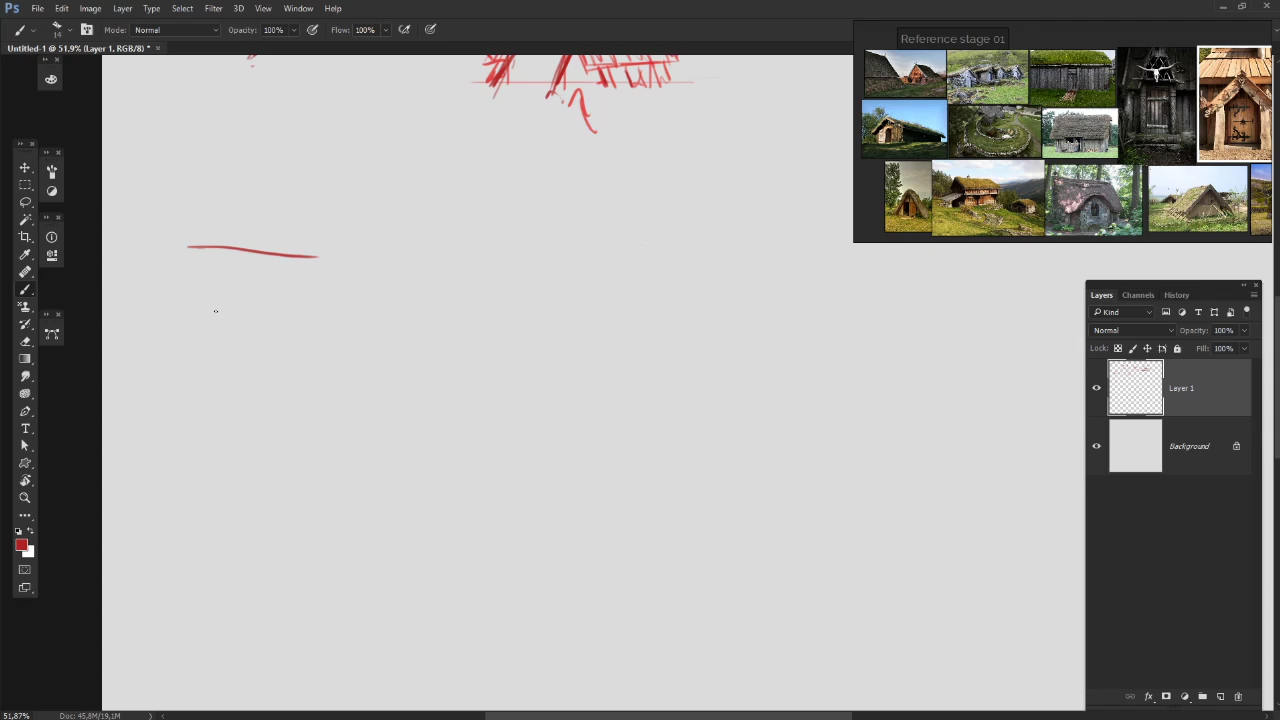 Ps File Edit Image Layer Type Select Filter 3D View Window Help
14 Mode: Normal Opacity: 100% Flow: 100%
Untitled-1 @ 51,9% (Layer 1, RGB/8) * ×
Reference stage 01
Layers Channels History
Kind
Normal Opacity: 100%
Lock: Fill: 100%
Layer 1
Background
51,87% Doc: 45,8M/19,1M